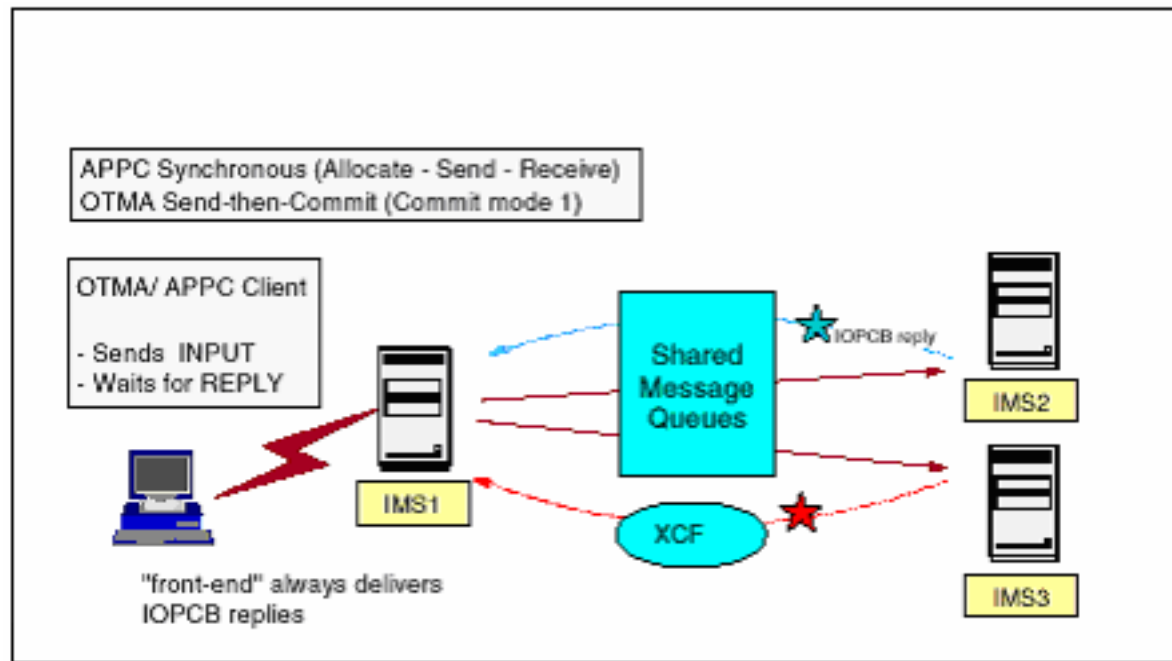 APPC Synchronous (Allocate - Send - Receive)
OTMA Send-then-Commit (Commit mode 1)
OTMA/ APPC Client
- Sends INPUT
- Waits for REPLY
IMS1
"front-end" always delivers
IOPCB replies
Shared
Message
Queues
IOPCB reply
XCF
IMS2
IMS3